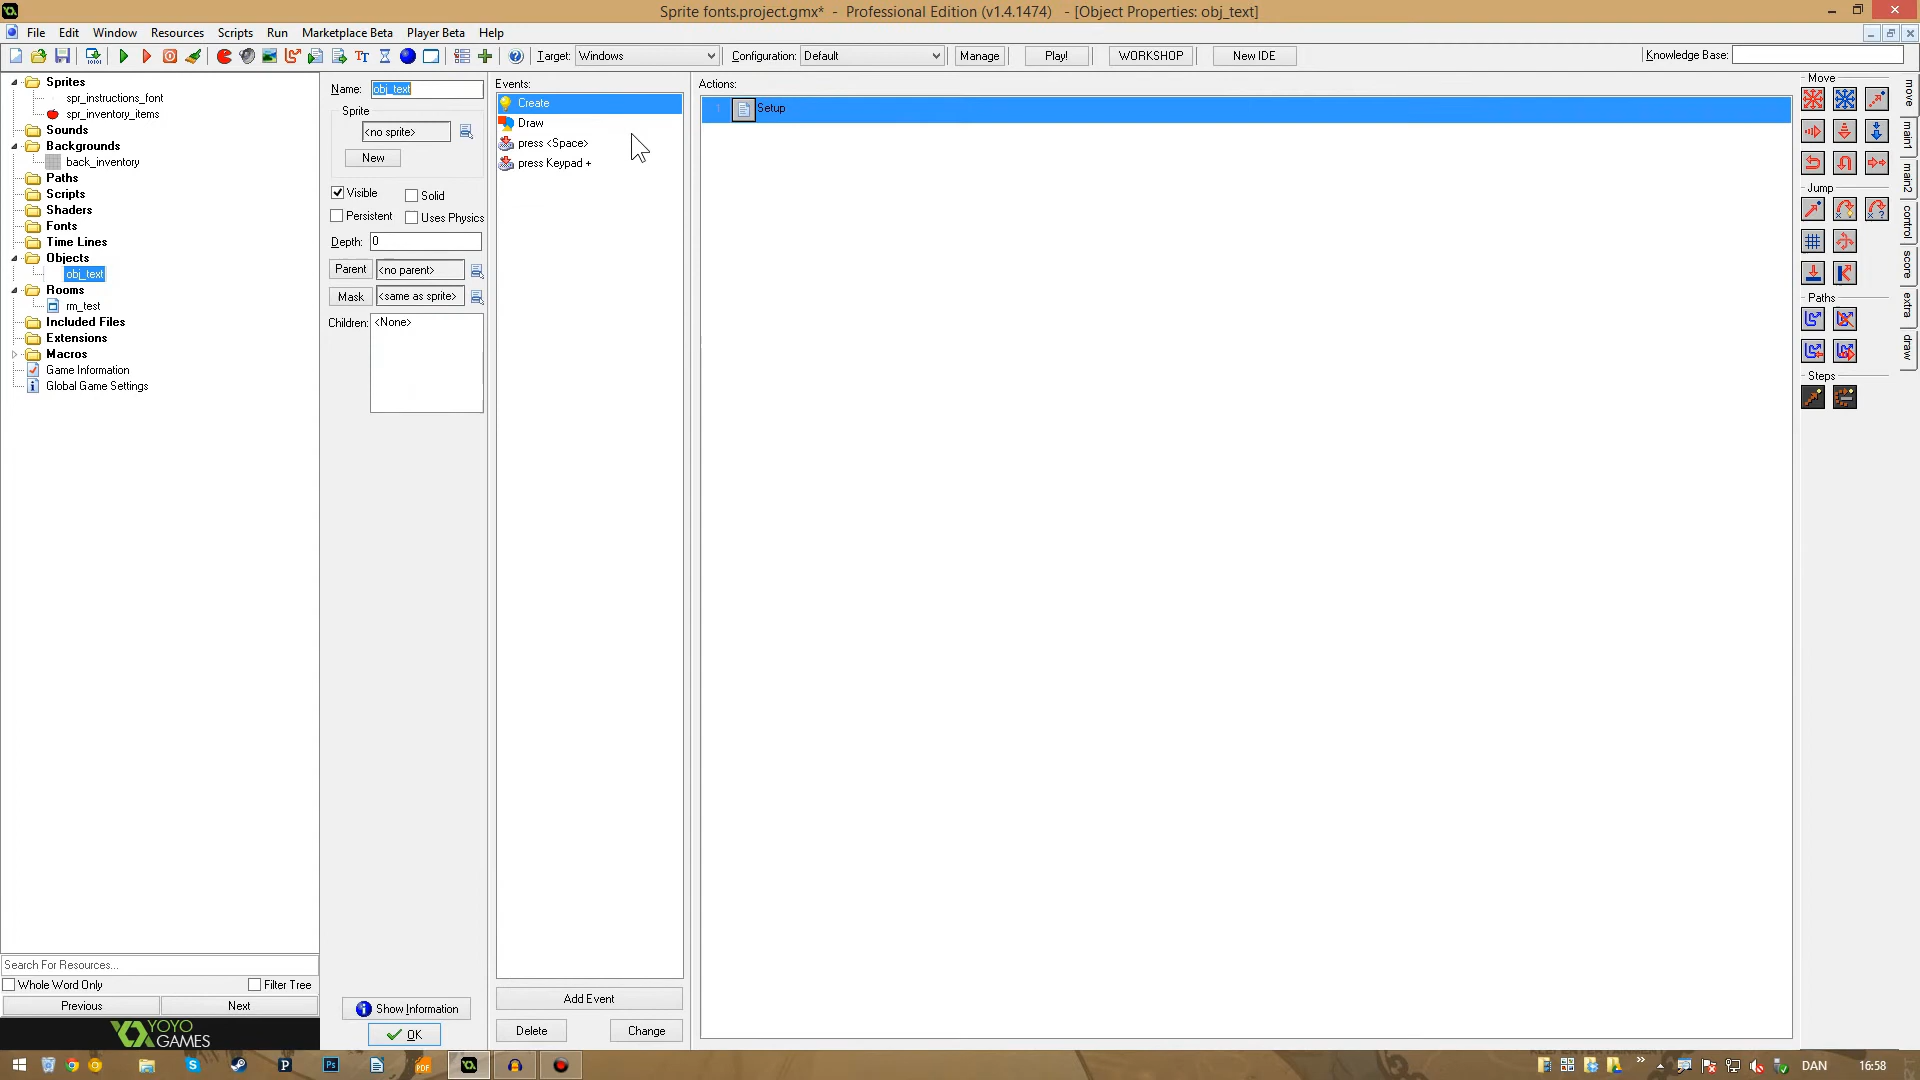 Sprite fonts.project.gmx* - Professional Edition (v1.4.1474) - [Object Properties: obj_text]
File Edit Window Resources Scripts Run Marketplace Beta Player Beta Help
Target: Windows Configuration: Default Manage Play! WORKSHOP New IDE Knowledge Base:
Sprites
spr_instructions_font
spr_inventory_items
Sounds
Backgrounds
back_inventory
Paths
Scripts
Shaders
Fonts
Time Lines
Objects
obj_text
Rooms
rm_test
Included Files
Extensions
Macros
Game Information
Global Game Settings
Search For Resources...
Whole Word Only Filter Tree
Previous Next
YOYO
GAMES
Name: obj_text
Sprite
<no sprite>
New
Visible Solid
Persistent Uses Physics
Depth: 0
Parent <no parent>
Mask <same as sprite>
Children: <None>
Show Information
OK
Events:
Create
Draw
press <Space>
press Keypad +
Add Event
Delete Change
Actions:
1 Setup
Move
Jump
Paths
Steps
move
main1
main2
control
score
extra
draw
DAN 16:58